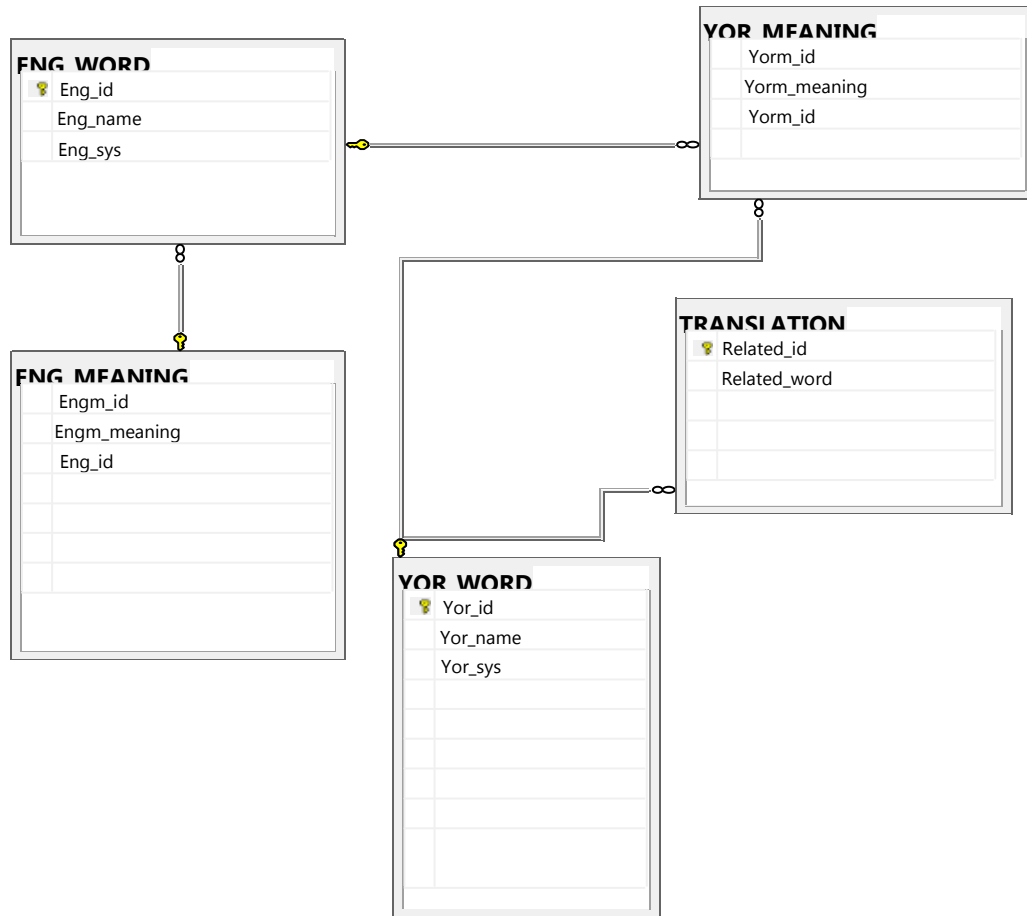 ENG_WORD
Eng_id
Eng_name
Eng_sys
YOR_MEANING
Yorm_id
Yorm_meaning
Yorm_id
ENG_MEANING
Engm_id
Engm_meaning
Eng_id
TRANSLATION
Related_id
Related_word
YOR_WORD
Yor_id
Yor_name
Yor_sys